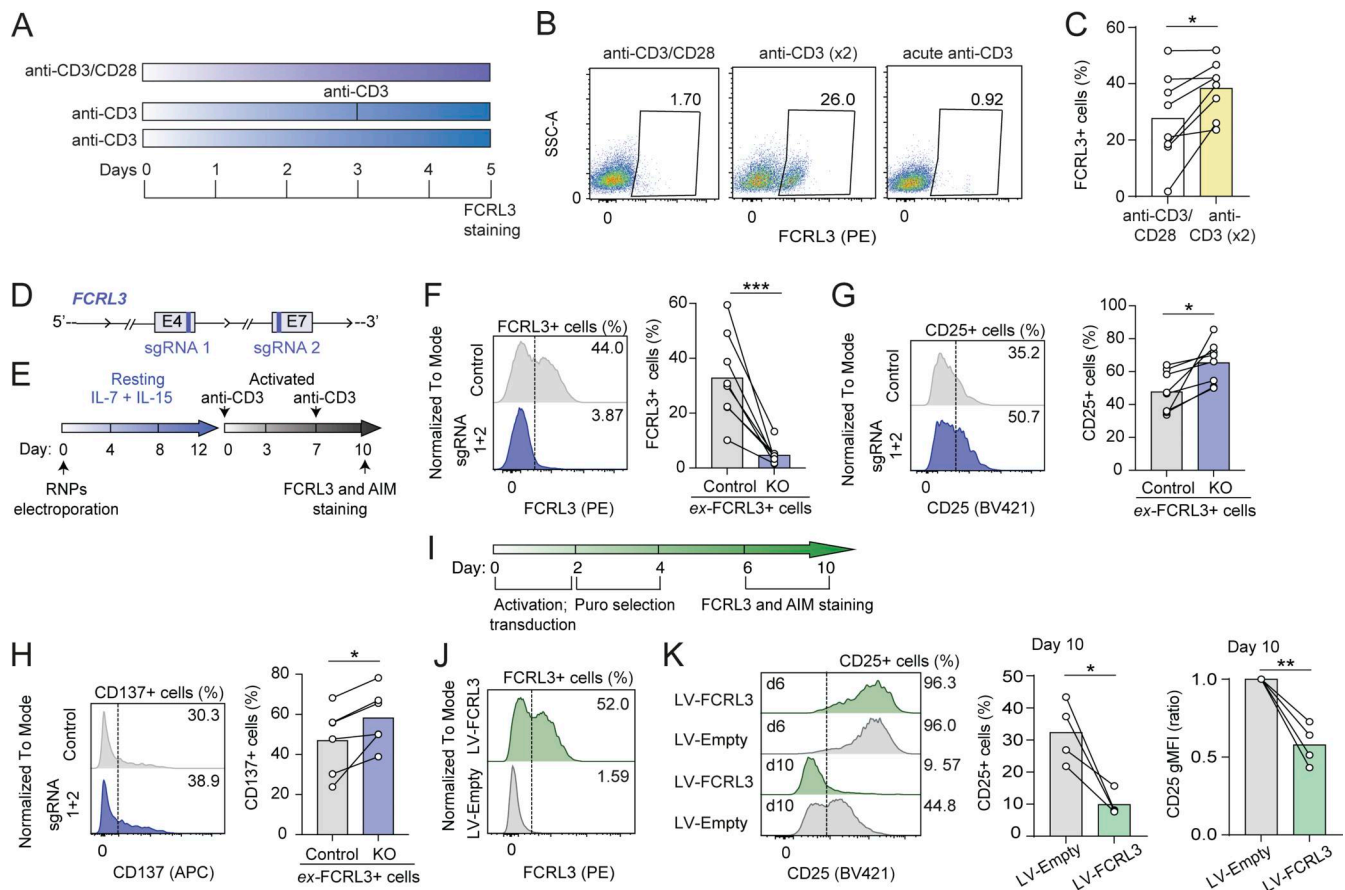 A
anti-CD3/CD28
anti-CD3
anti-CD3
anti-CD3
Days 0 1 2 3 4 5
FCRL3
staining
B
anti-CD3/CD28 anti-CD3 (x2) acute anti-CD3
1.70 26.0 0.92
SSC-A
0
0 0 0
FCRL3 (PE)
C
*
FCRL3+ cells (%)
60
40
20
0
anti-CD3/
CD28
anti-
CD3 (x2)
D
FCRL3
5' E4 E7 3'
sgRNA 1 sgRNA 2
E
Resting
IL-7 + IL-15
Activated
anti-CD3 anti-CD3
Day: 0 4 8 12 0 3 7 10
RNPs
electroporation
FCRL3 and AIM
staining
F
Normalized To Mode
FCRL3+ cells (%)
Control
44.0
sgRNA
1+2
3.87
0
FCRL3 (PE)
***
FCRL3+ cells (%)
60
40
20
0
Control KO
ex-FCRL3+ cells
G
Normalized To Mode
CD25+ cells (%)
Control
35.2
sgRNA
1+2
50.7
0
CD25 (BV421)
*
CD25+ cells (%)
100
80
60
40
20
0
Control KO
ex-FCRL3+ cells
I
Day: 0 2 4 6 10
Activation;
transduction
Puro selection
FCRL3 and AIM staining
H
Normalized To Mode
CD137+ cells (%)
Control
30.3
sgRNA
1+2
38.9
0
CD137 (APC)
*
CD137+ cells (%)
80
60
40
20
0
Control KO
ex-FCRL3+ cells
J
Normalized To Mode
FCRL3+ cells (%)
LV-FCRL3
52.0
LV-Empty
1.59
0
FCRL3 (PE)
K
CD25+ cells (%)
LV-FCRL3 d6 96.3
LV-Empty d6 96.0
LV-FCRL3 d10 9. 57
LV-Empty d10 44.8
0
CD25 (BV421)
Day 10
*
CD25+ cells (%)
50
40
30
20
10
0
LV-Empty
LV-FCRL3
Day 10
**
CD25 gMFI (ratio)
1.0
0.5
0.0
LV-Empty
LV-FCRL3